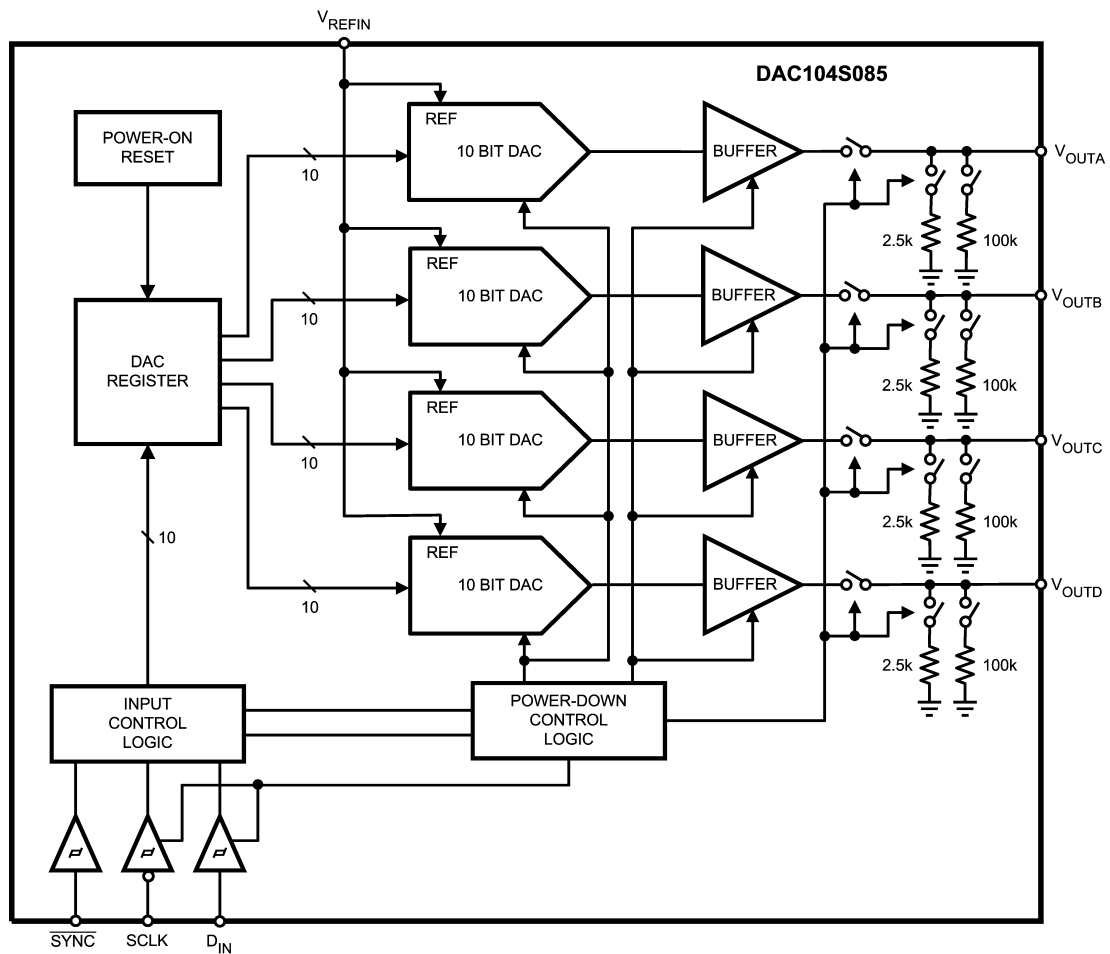 VREFIN
DAC104S085
POWER-ON
RESET
REF
10 BIT DAC
BUFFER
VOUTA
10
2.5k
100k
REF
10 BIT DAC
BUFFER
VOUTB
10
2.5k
100k
DAC
REGISTER
REF
10 BIT DAC
BUFFER
VOUTC
10
2.5k
100k
10
REF
10 BIT DAC
BUFFER
VOUTD
10
2.5k
100k
INPUT
CONTROL
LOGIC
POWER-DOWN
CONTROL
LOGIC
SYNC
SCLK
DIN